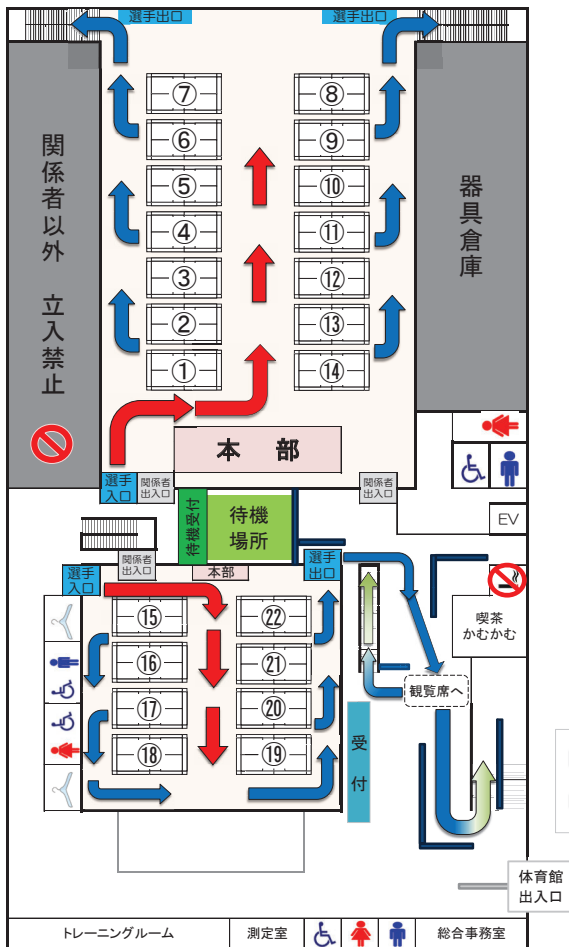 選手出口
選手出口
⑦
⑧
⑥
⑨
⑤
⑩
④
⑪
③
⑫
②
⑬
①
⑭
関係者以外 立入禁止
器具倉庫
本 部
選手
入口
関係者
出入口
関係者
出入口
待機受付
待機
場所
EV
選手
入口
関係者
出入口
本部
選手
出口
⑮
㉒
⑯
㉑
⑰
⑳
⑱
⑲
喫茶
かむかむ
観覧席へ
受付
体育館
出入口
トレーニングルーム
測定室
総合事務室